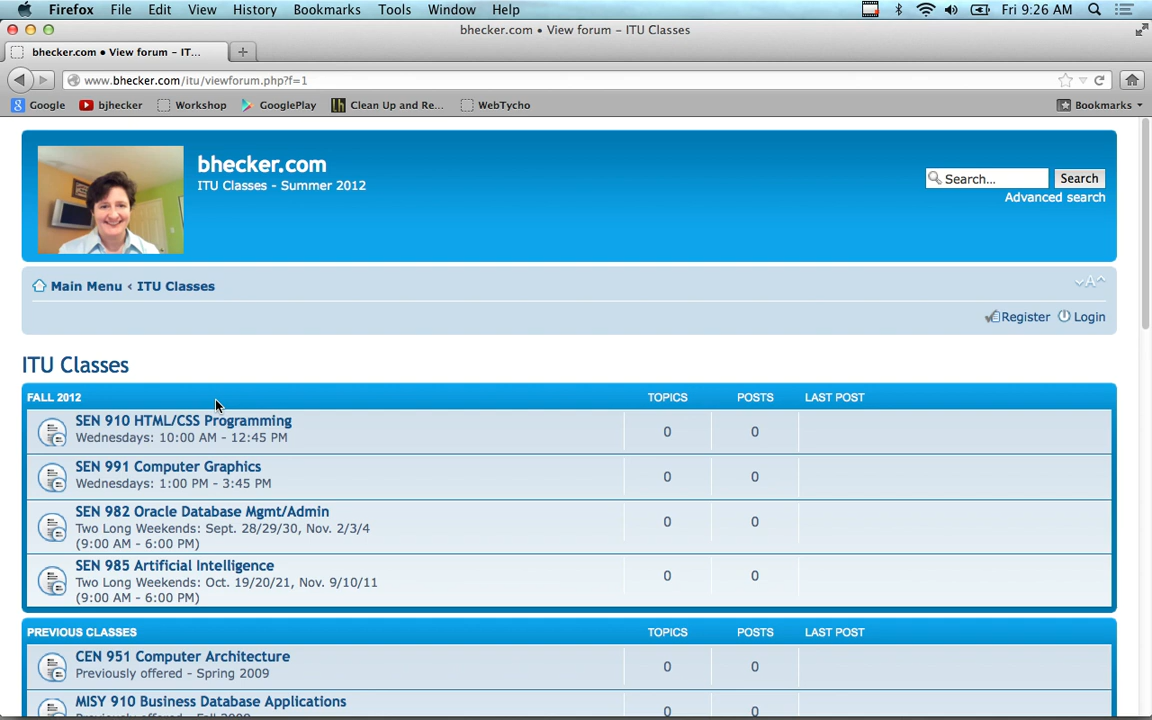 Firefox File Edit View History Bookmarks Tools Window Help Fri 9:26 AM
bhecker.com • View forum – ITU Classes
bhecker.com • View forum – IT... +
www.bhecker.com/itu/viewforum.php?f=1
Google bjhecker Workshop GooglePlay Clean Up and Re... WebTycho Bookmarks
bhecker.com
ITU Classes - Summer 2012
Search... Search
Advanced search
Main Menu ‹ ITU Classes
Register Login
ITU Classes
FALL 2012 TOPICS POSTS LAST POST
SEN 910 HTML/CSS Programming
Wednesdays: 10:00 AM - 12:45 PM
0 0
SEN 991 Computer Graphics
Wednesdays: 1:00 PM - 3:45 PM
0 0
SEN 982 Oracle Database Mgmt/Admin
Two Long Weekends: Sept. 28/29/30, Nov. 2/3/4
(9:00 AM - 6:00 PM)
0 0
SEN 985 Artificial Intelligence
Two Long Weekends: Oct. 19/20/21, Nov. 9/10/11
(9:00 AM - 6:00 PM)
0 0
PREVIOUS CLASSES TOPICS POSTS LAST POST
CEN 951 Computer Architecture
Previously offered - Spring 2009
0 0
MISY 910 Business Database Applications
0 0